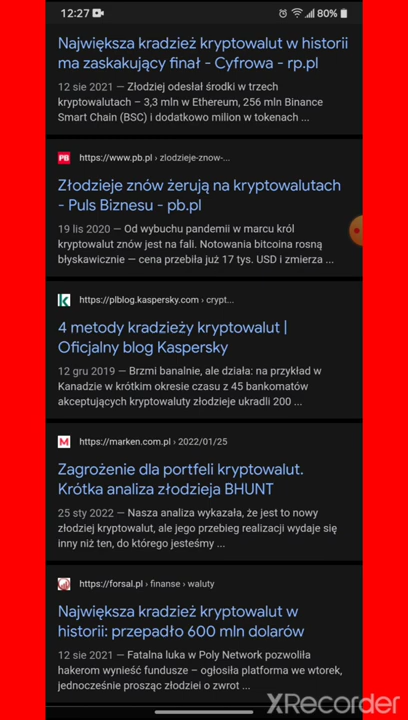 12:27
80%
Największa kradzież kryptowalut w historii
ma zaskakujący finał - Cyfrowa - rp.pl
12 sie 2021 — Złodziej odesłał środki w trzech
kryptowalutach – 3,3 mln w Ethereum, 256 mln Binance
Smart Chain (BSC) i dodatkowo milion w tokenach ...
PB
https://www.pb.pl › zlodzieje-znow-...
Złodzieje znów żerują na kryptowalutach
- Puls Biznesu - pb.pl
19 lis 2020 — Od wybuchu pandemii w marcu król
kryptowalut znów jest na fali. Notowania bitcoina rosną
błyskawicznie — cena przebiła już 17 tys. USD i zmierza ...
https://plblog.kaspersky.com › crypt...
4 metody kradzieży kryptowalut |
Oficjalny blog Kaspersky
12 gru 2019 — Brzmi banalnie, ale działa: na przykład w
Kanadzie w krótkim okresie czasu z 45 bankomatów
akceptujących kryptowaluty złodzieje ukradli 200 ...
M
https://marken.com.pl › 2022/01/25
Zagrożenie dla portfeli kryptowalut.
Krótka analiza złodzieja BHUNT
25 sty 2022 — Nasza analiza wykazała, że jest to nowy
złodziej kryptowalut, ale jego przebieg realizacji wydaje się
inny niż ten, do którego jesteśmy ...
https://forsal.pl › finanse › waluty
Największa kradzież kryptowalut w
historii: przepadło 600 mln dolarów
12 sie 2021 — Fatalna luka w Poly Network pozwoliła
hakerom wynieść fundusze – ogłosiła platforma we wtorek,
jednocześnie prosząc złodziei o zwrot ...
XRecorder